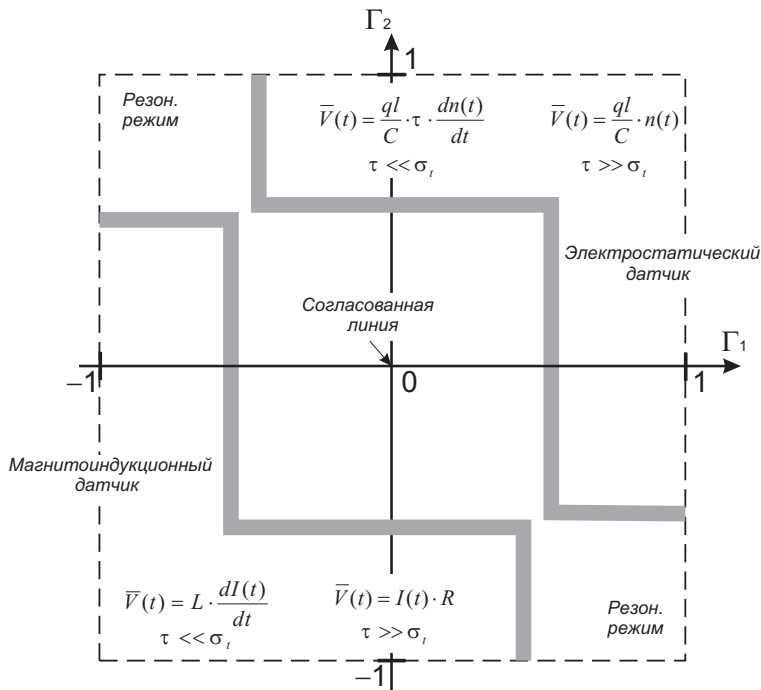 Γ₂
1
Резон.
режим
V̅(t) = ql/C · τ · dn(t)/dt
τ << σₜ
V̅(t) = ql/C · n(t)
τ >> σₜ
Электростатический
датчик
Согласованная
линия
Γ₁
−1
0
1
Магнитоиндукционный
датчик
V̅(t) = L · dI(t)/dt
τ << σₜ
V̅(t) = I(t) · R
τ >> σₜ
Резон.
режим
−1